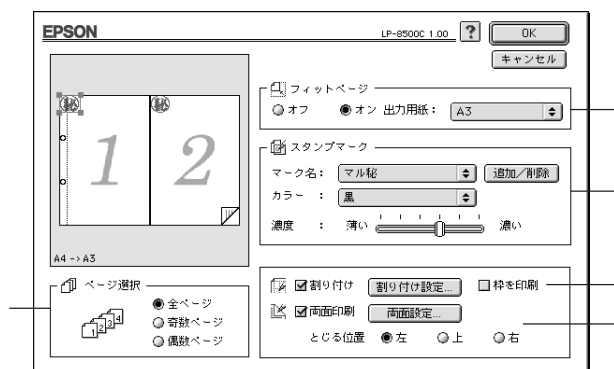 EPSON
LP-8500C 1.00 ? OK
キャンセル
㊙ ㊙
1 2
A4 -> A3
フィットページ
オフ オン 出力用紙： A3
スタンプマーク
マーク名： マル秘 追加／削除
カラー ： 黒
濃度 ： 薄い 濃い
ページ選択
1 2 3 4
全ページ
奇数ページ
偶数ページ
割り付け 割り付け設定... 枠を印刷
両面印刷 両面設定...
とじる位置 左 上 右